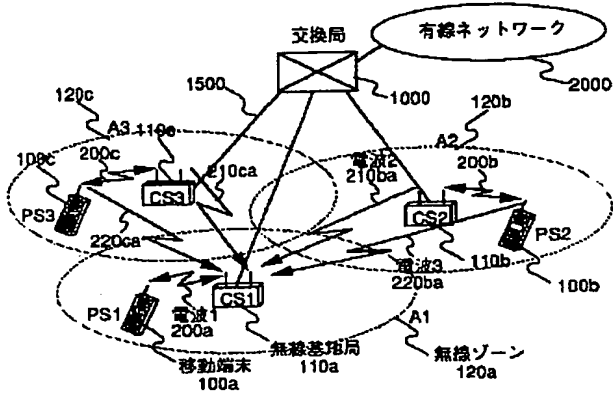 交換局
有線ネットワーク
1500
1000
2000
120c
A3
110c
100c
200c
210ca
CS3
PS3
220ca
120b
A2
電波2
200b
210ba
CS2
PS2
110b
100b
電波3
220ba
CS1
PS1
電波1
200a
A1
無線基地局
110a
無線ゾーン
120a
移動端末
100a